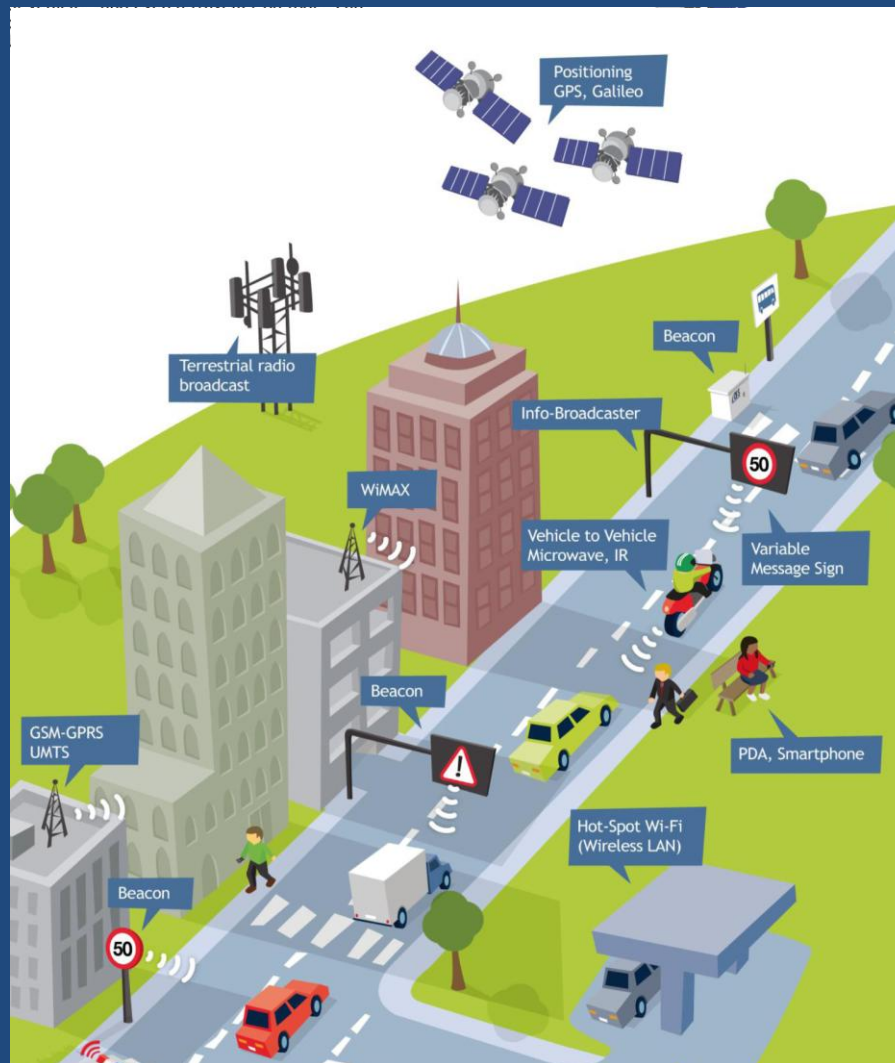 Positioning
GPS, Galileo
Terrestrial radio
broadcast
Beacon
Info-Broadcaster
50
WiMAX
Vehicle to Vehicle
Microwave, IR
Variable
Message Sign
Beacon
!
GSM-GPRS
UMTS
PDA, Smartphone
Hot-Spot Wi-Fi
(Wireless LAN)
Beacon
50